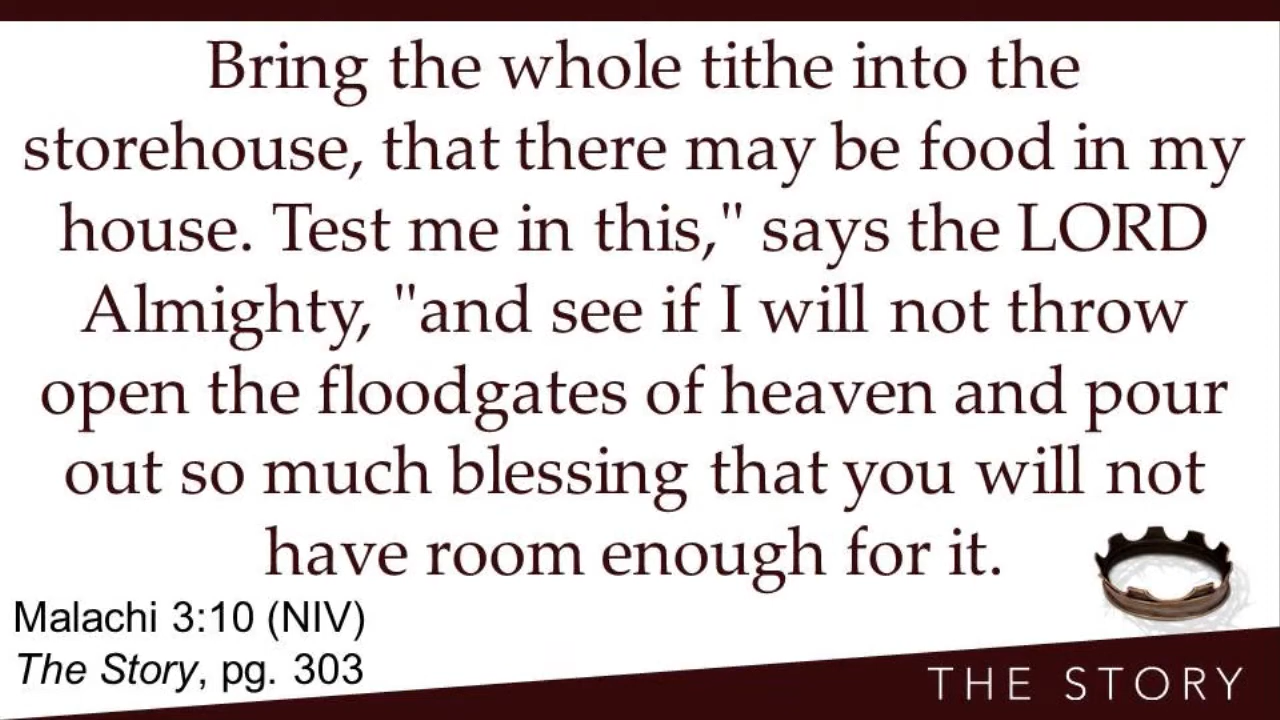 Bring the whole tithe into the
storehouse, that there may be food in my
house. Test me in this," says the LORD
Almighty, "and see if I will not throw
open the floodgates of heaven and pour
out so much blessing that you will not
have room enough for it.
Malachi 3:10 (NIV)
The Story, pg. 303
THE STORY